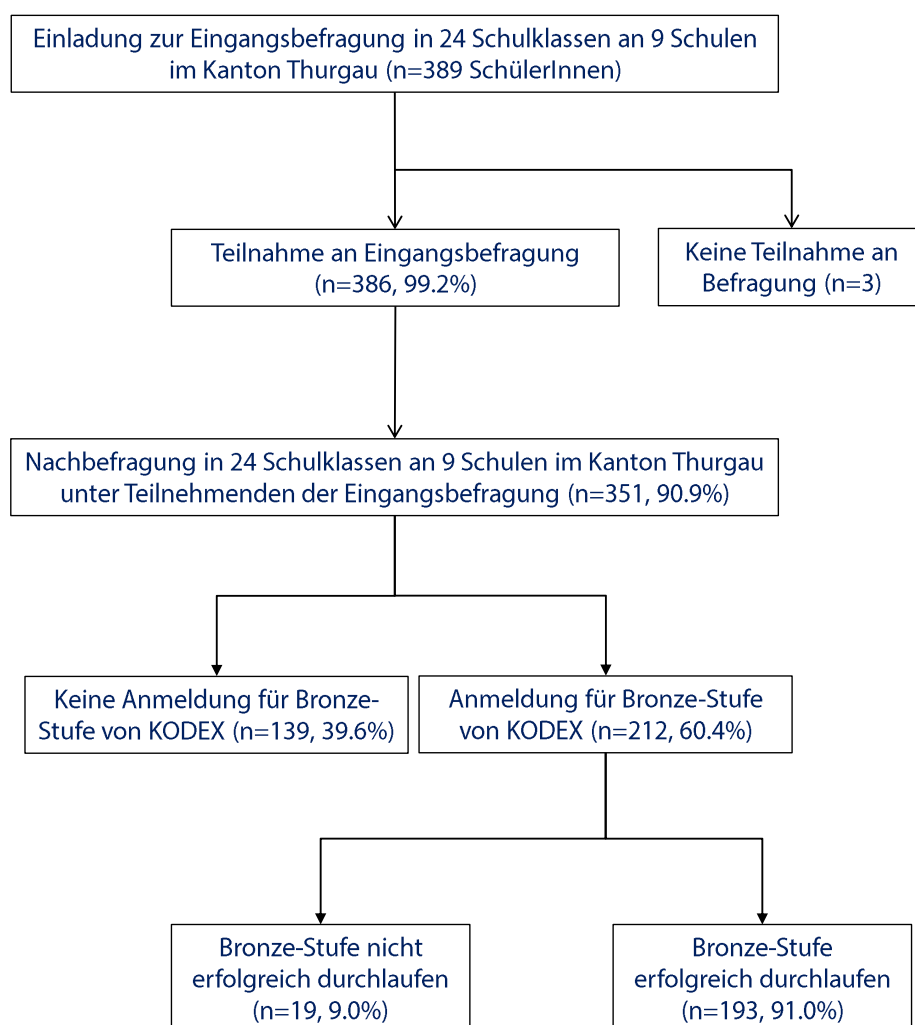 Einladung zur Eingangsbefragung in 24 Schulklassen an 9 Schulen
im Kanton Thurgau (n=389 SchülerInnen)
Teilnahme an Eingangsbefragung
(n=386, 99.2%)
Keine Teilnahme an
Befragung (n=3)
Nachbefragung in 24 Schulklassen an 9 Schulen im Kanton Thurgau
unter Teilnehmenden der Eingangsbefragung (n=351, 90.9%)
Keine Anmeldung für Bronze-
Stufe von KODEX (n=139, 39.6%)
Anmeldung für Bronze-Stufe
von KODEX (n=212, 60.4%)
Bronze-Stufe nicht
erfolgreich durchlaufen
(n=19, 9.0%)
Bronze-Stufe
erfolgreich durchlaufen
(n=193, 91.0%)